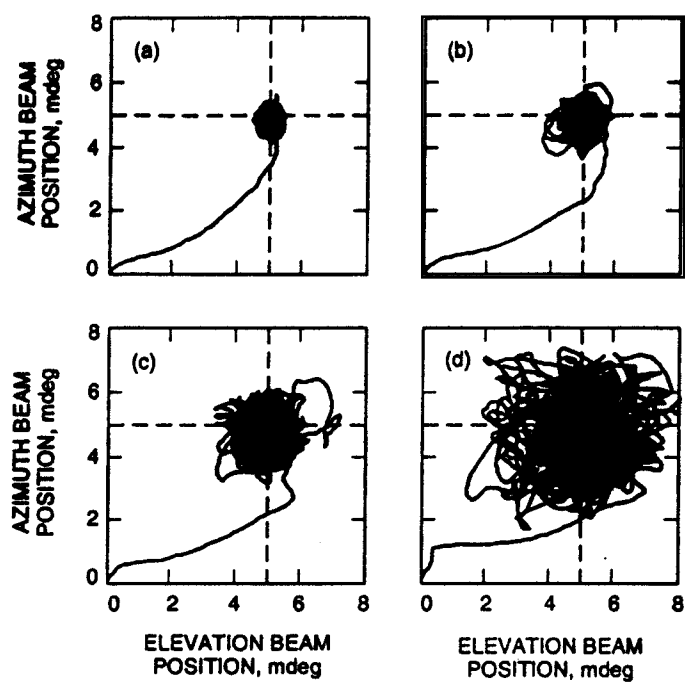 8
(a)
6
4
2
0
AZIMUTH BEAM
POSITION, mdeg
(b)
8
(c)
6
4
2
0
AZIMUTH BEAM
POSITION, mdeg
0 2 4 6 8
ELEVATION BEAM
POSITION, mdeg
(d)
0 2 4 6 8
ELEVATION BEAM
POSITION, mdeg